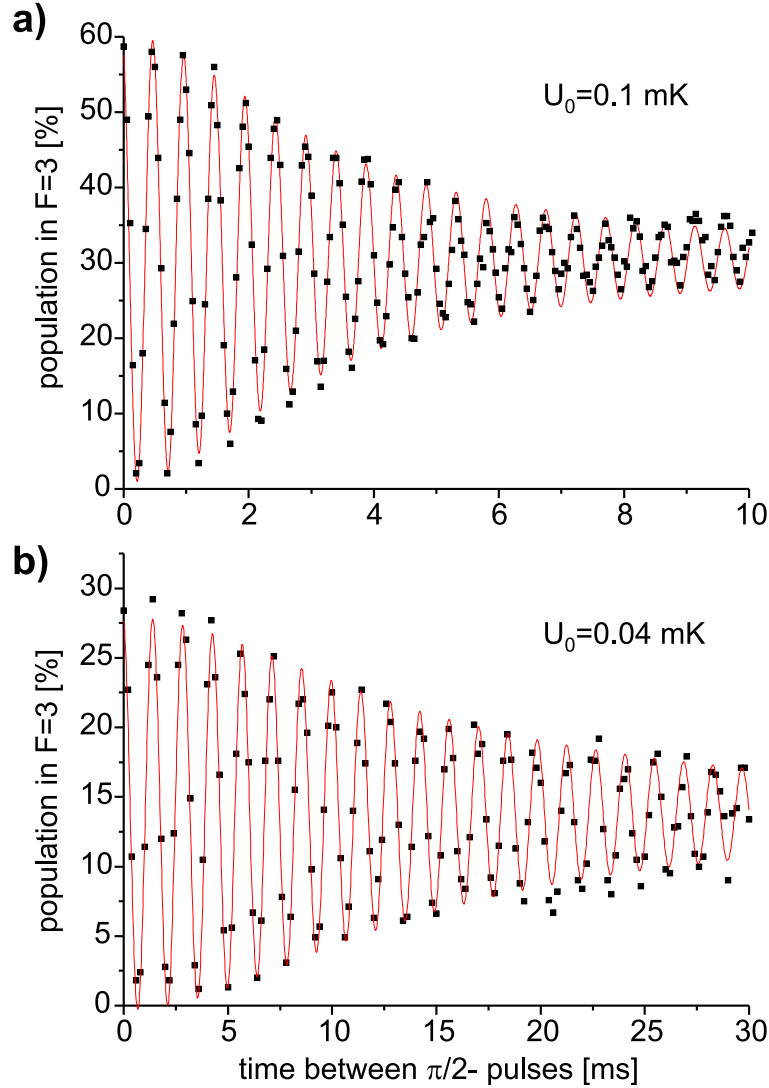 a)
60
50
40
30
20
10
0
population in F=3 [%]
U₀=0.1 mK
0 2 4 6 8 10
b)
30
25
20
15
10
5
0
population in F=3 [%]
U₀=0.04 mK
0 5 10 15 20 25 30
time between π/2- pulses [ms]